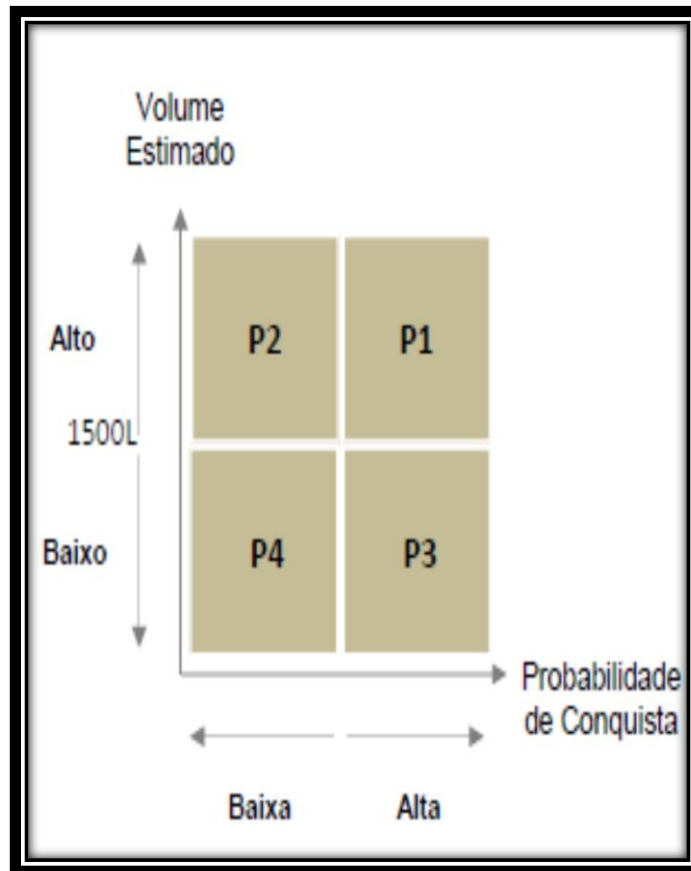 Volume
Estimado
Alto
P2
P1
1500L
Baixo
P4
P3
Probabilidade
de Conquista
Baixa
Alta